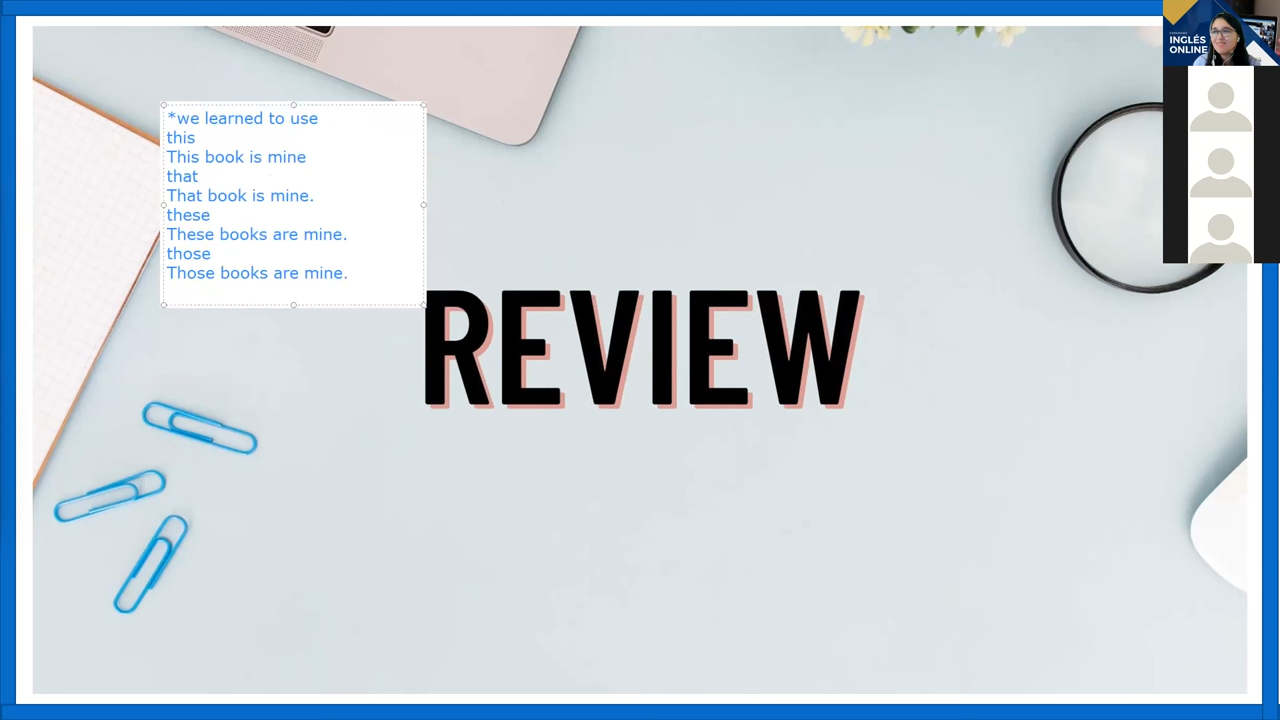 *we learned to use
this
This book is mine
that
That book is mine.
these
These books are mine.
those
Those books are mine.
REVIEW
INGLÉS
ONLINE